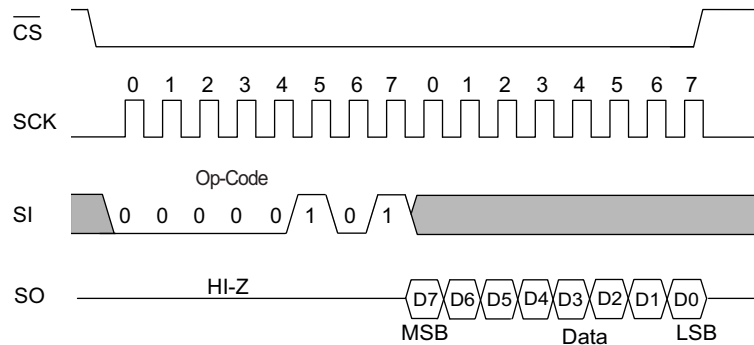 C̅S̅
0 1 2 3 4 5 6 7 0 1 2 3 4 5 6 7
SCK
Op-Code
SI 0 0 0 0 0 1 0 1
HI-Z
SO D7 D6 D5 D4 D3 D2 D1 D0
MSB Data LSB